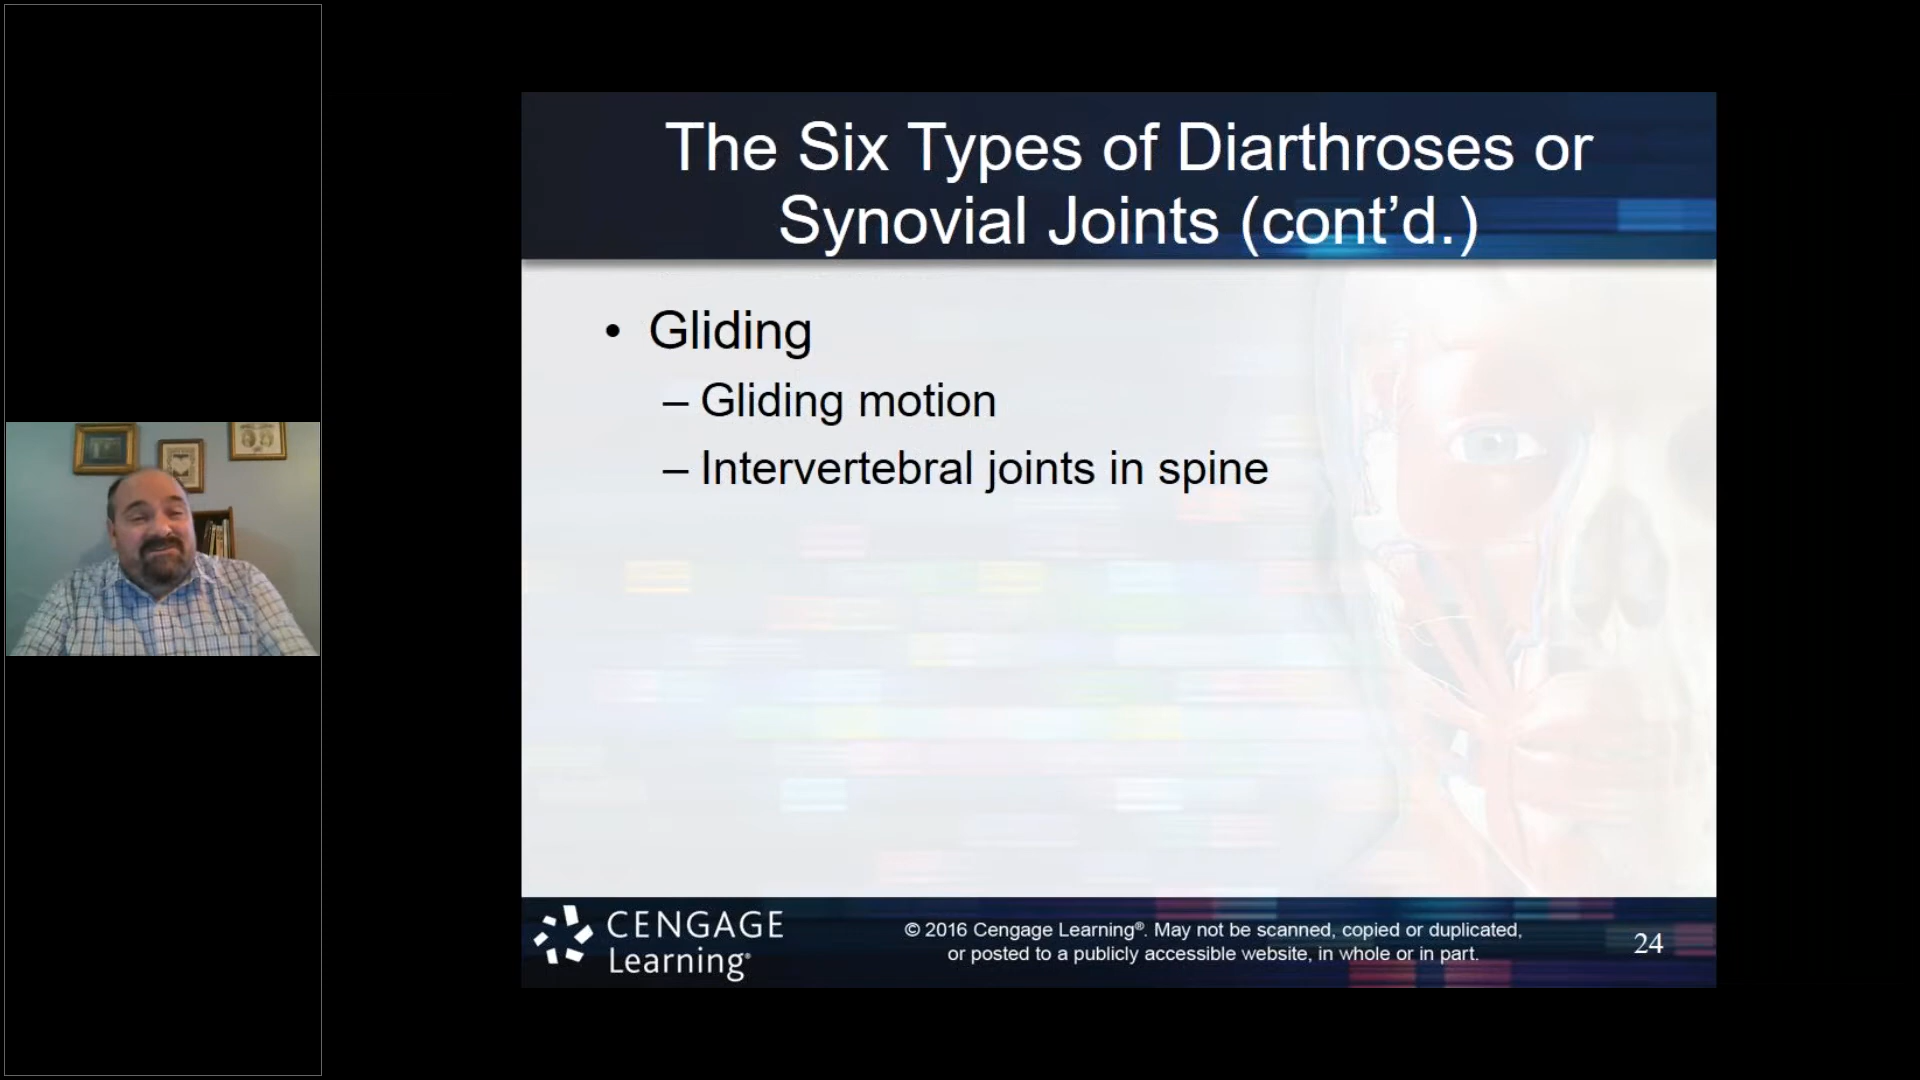 The Six Types of Diarthroses or
Synovial Joints (cont’d.)
• Gliding
– Gliding motion
– Intervertebral joints in spine
CENGAGE
Learning®
© 2016 Cengage Learning®. May not be scanned, copied or duplicated,
or posted to a publicly accessible website, in whole or in part.
24